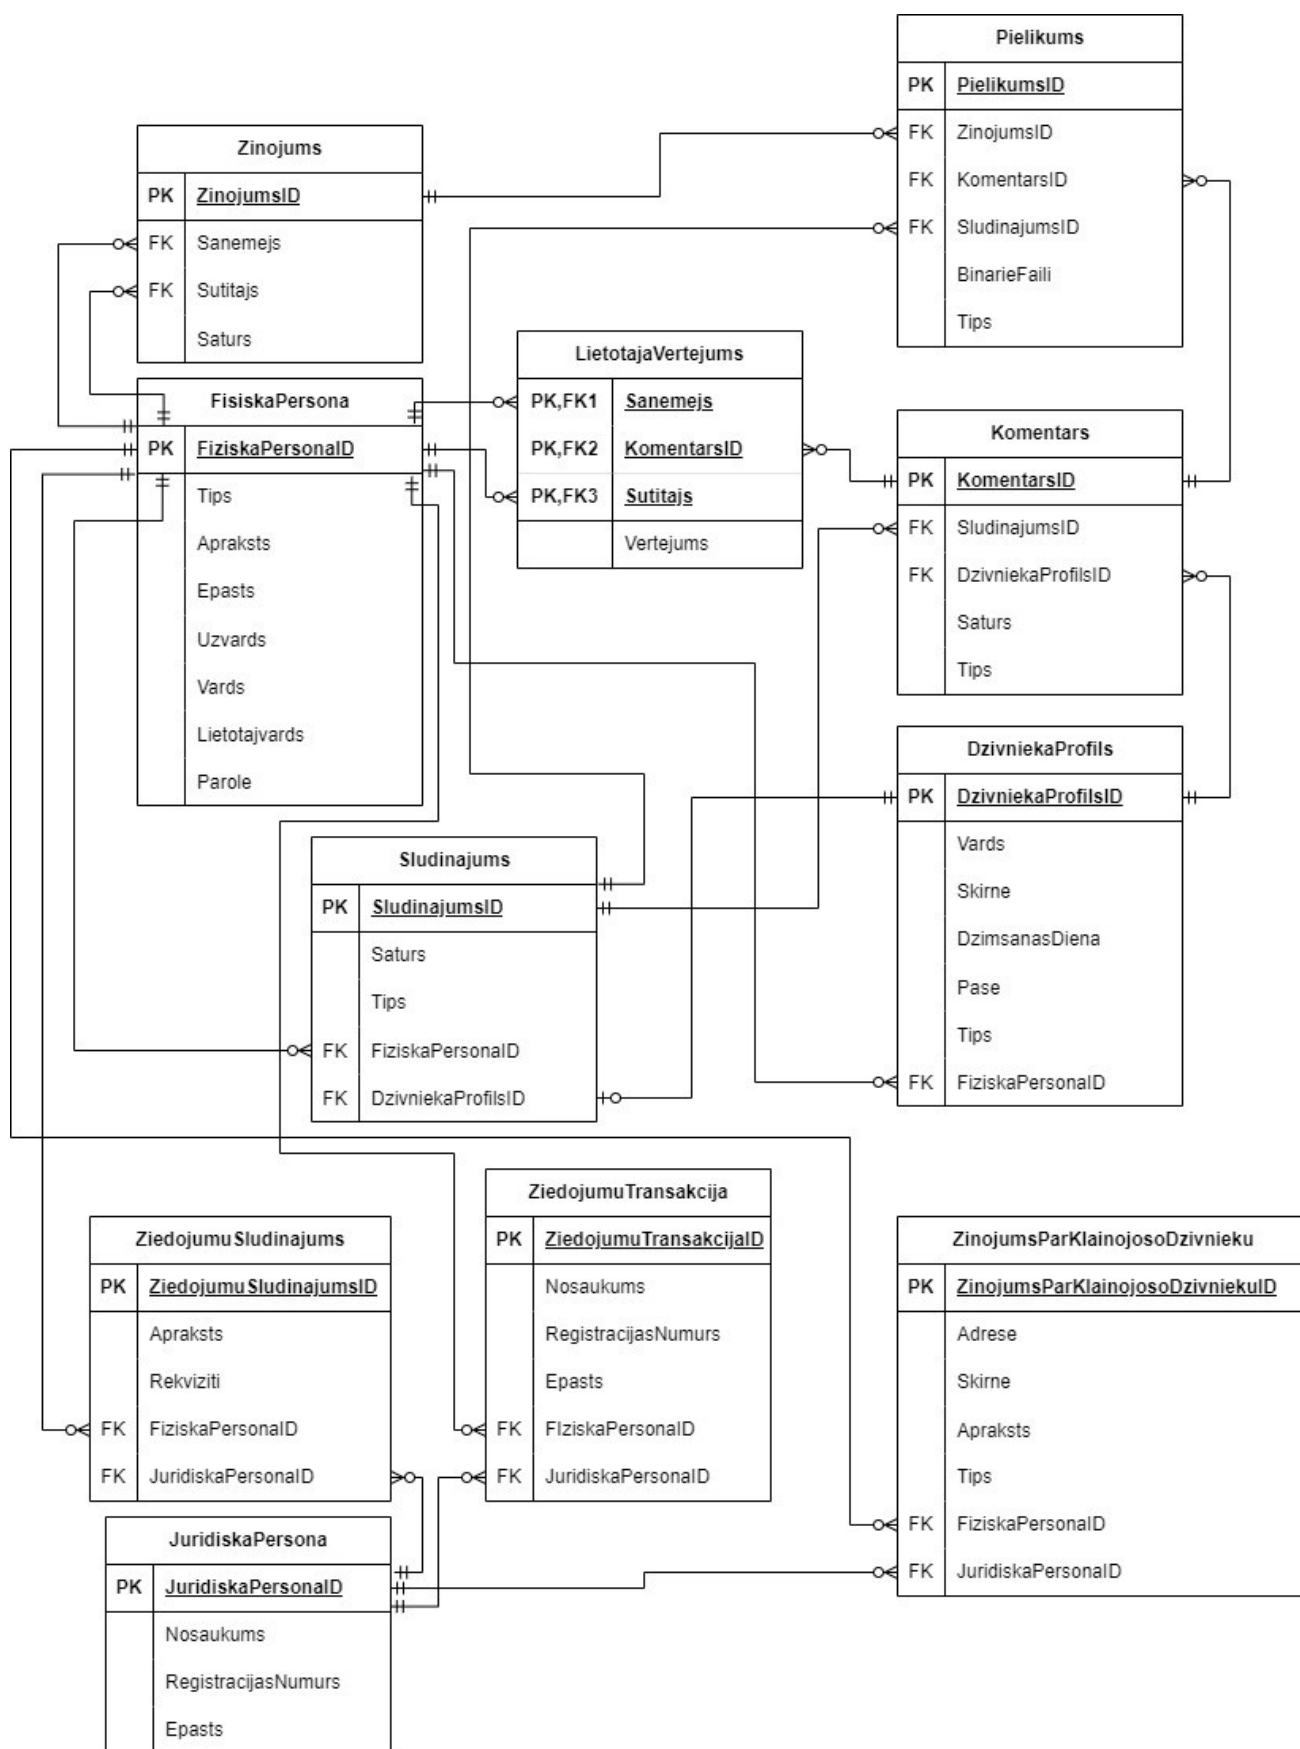 Pielikums
PK PielikumsID
FK ZinojumsID
FK KomentarsID
FK SludinajumsID
BinarieFaili
Tips
Zinojums
PK ZinojumsID
FK Sanemejs
FK Sutitajs
Saturs
LietotajaVertejums
PK,FK1 Sanemejs
PK,FK2 KomentarsID
PK,FK3 Sutitajs
Vertejums
FisiskaPersona
PK FiziskaPersonaID
Tips
Apraksts
Epasts
Uzvards
Vards
Lietotajvards
Parole
Komentars
PK KomentarsID
FK SludinajumsID
FK DzivniekaProfilsID
Saturs
Tips
DzivniekaProfils
PK DzivniekaProfilsID
Vards
Skirne
DzimsanasDiena
Pase
Tips
FK FiziskaPersonaID
Sludinajums
PK SludinajumsID
Saturs
Tips
FK FiziskaPersonaID
FK DzivniekaProfilsID
ZiedojumuTransakcija
PK ZiedojumuTransakcijaID
Nosaukums
RegistracijasNumurs
Epasts
FK FIziskaPersonaID
FK JuridiskaPersonaID
ZiedojumuSludinajums
PK ZiedojumuSludinajumsID
Apraksts
Rekviziti
FK FiziskaPersonaID
FK JuridiskaPersonaID
ZinojumsParKlainojosoDzivnieku
PK ZinojumsParKlainojosoDzivniekuID
Adrese
Skirne
Apraksts
Tips
FK FiziskaPersonaID
FK JuridiskaPersonaID
JuridiskaPersona
PK JuridiskaPersonaID
Nosaukums
RegistracijasNumurs
Epasts